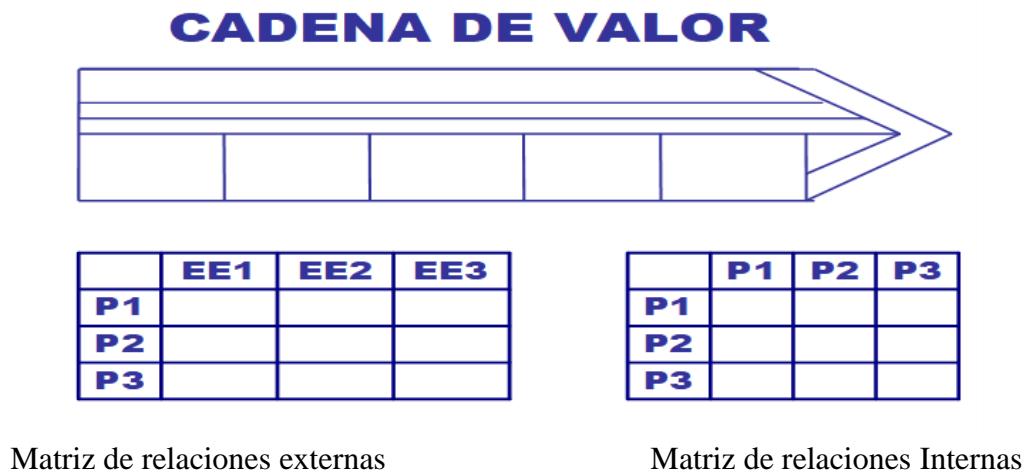 CADENA DE VALOR
EE1 EE2 EE3
P1
P2
P3
P1 P2 P3
P1
P2
P3
Matriz de relaciones externas
Matriz de relaciones Internas